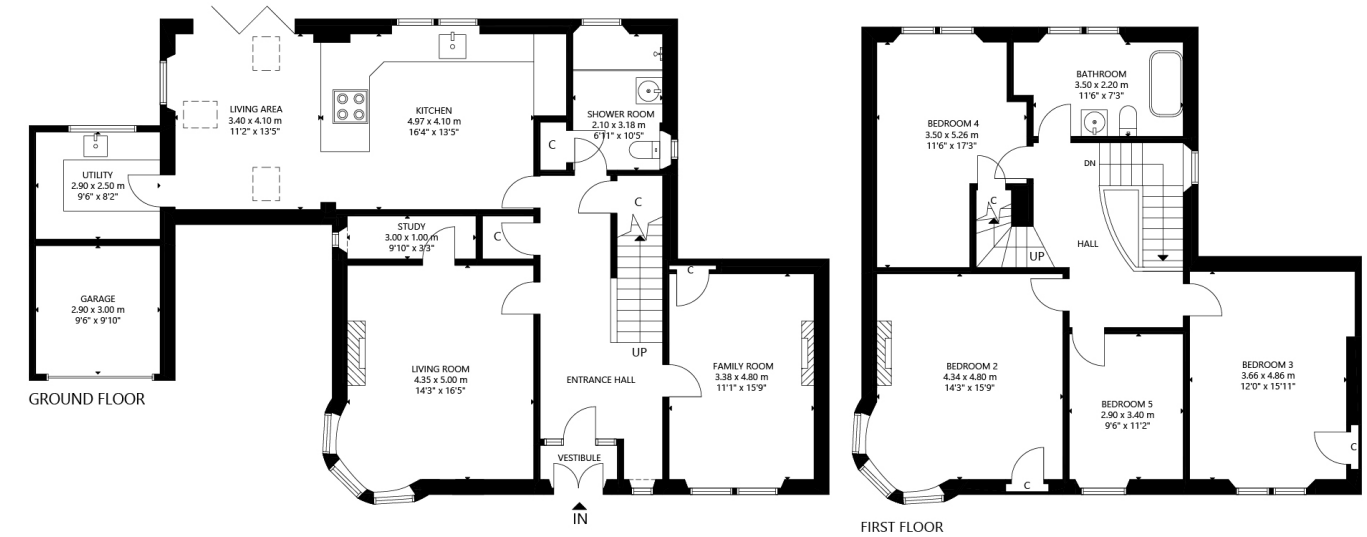 LIVING AREA
3.40 x 4.10 m
11'2" x 13'5"
KITCHEN
4.97 x 4.10 m
16'4" x 13'5"
SHOWER ROOM
2.10 x 3.18 m
6'11" x 10'5"
C
UTILITY
2.90 x 2.50 m
9'6" x 8'2"
C
STUDY
3.00 x 1.00 m
9'10" x 3'3"
C
GARAGE
2.90 x 3.00 m
9'6" x 9'10"
C
UP
LIVING ROOM
4.35 x 5.00 m
14'3" x 16'5"
ENTRANCE HALL
FAMILY ROOM
3.38 x 4.80 m
11'1" x 15'9"
VESTIBULE
IN
GROUND FLOOR
BATHROOM
3.50 x 2.20 m
11'6" x 7'3"
BEDROOM 4
3.50 x 5.26 m
11'6" x 17'3"
DN
C
UP
HALL
BEDROOM 2
4.34 x 4.80 m
14'3" x 15'9"
BEDROOM 3
3.66 x 4.86 m
12'0" x 15'11"
BEDROOM 5
2.90 x 3.40 m
9'6" x 11'2"
C
C
FIRST FLOOR